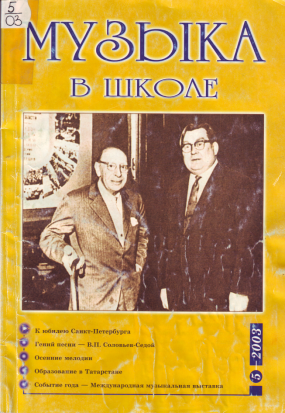 5
03
МУЗЫКА
В ШКОЛЕ
К юбилею Санкт-Петербурга
Гений песни — В.П. Соловьев-Седой
Осенние мелодии
Образование в Татарстане
Событие года — Международная музыкальная выставка
5 -2003